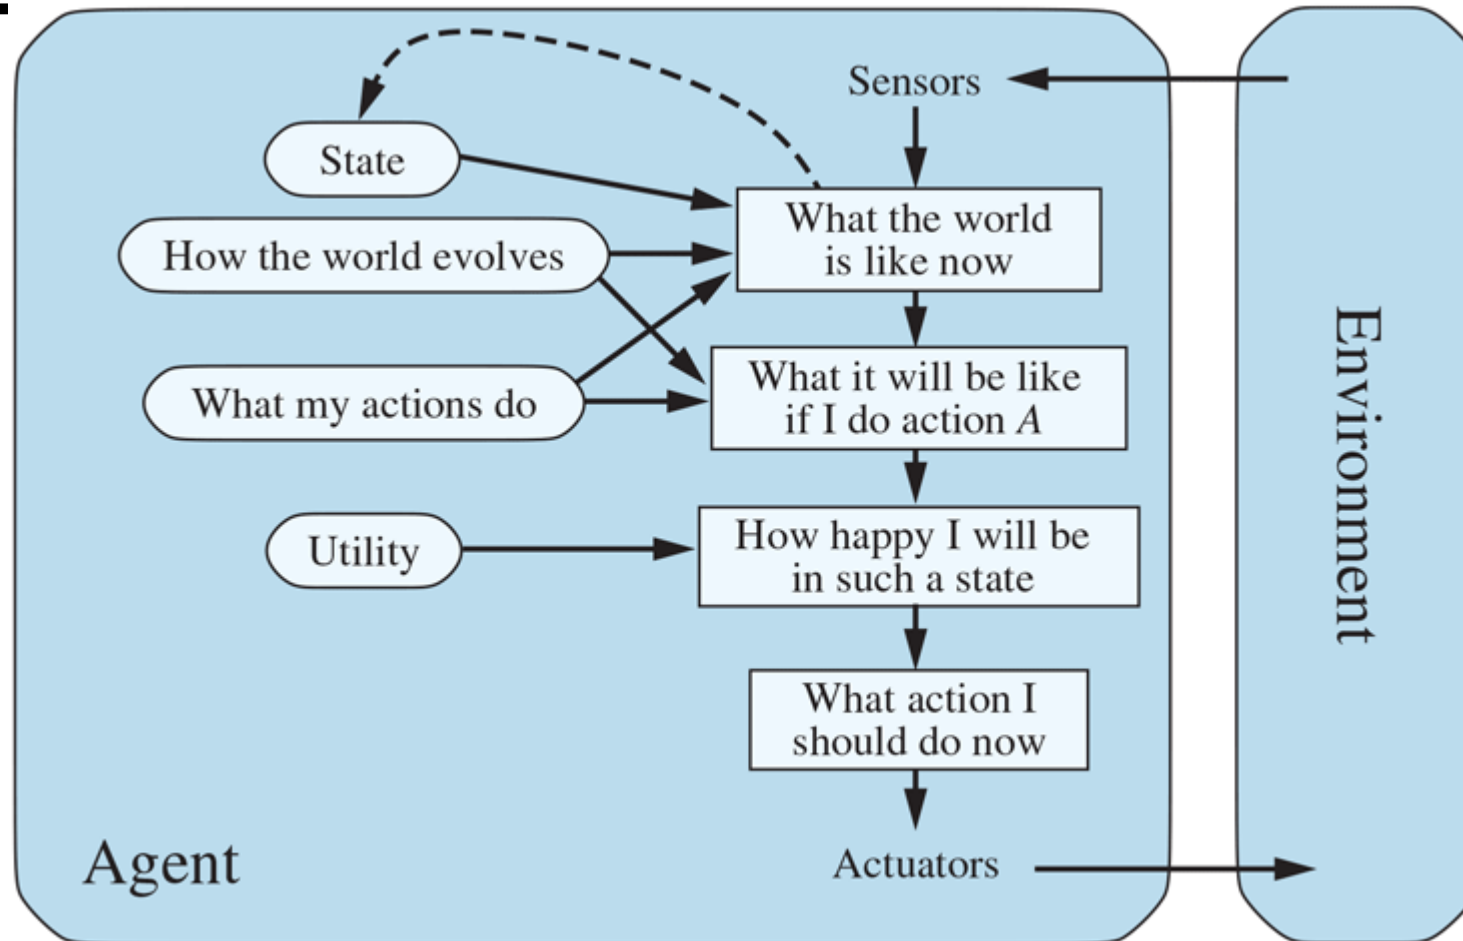 Sensors
State
What the world
is like now
How the world evolves
What it will be like
if I do action A
What my actions do
How happy I will be
in such a state
Utility
What action I
should do now
Agent
Actuators
Environment